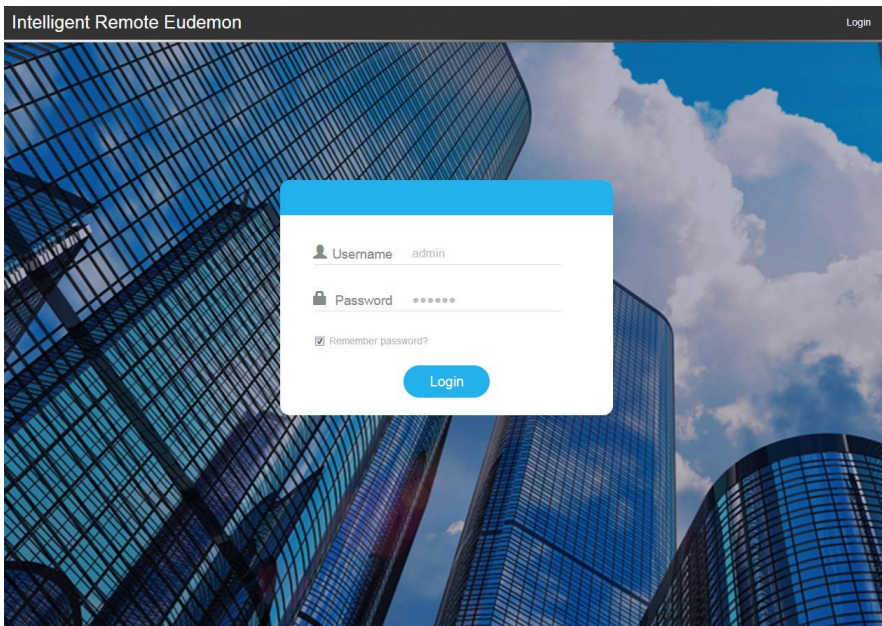 Intelligent Remote Eudemon
Login
Username admin
Password ••••••
Remember password?
Login